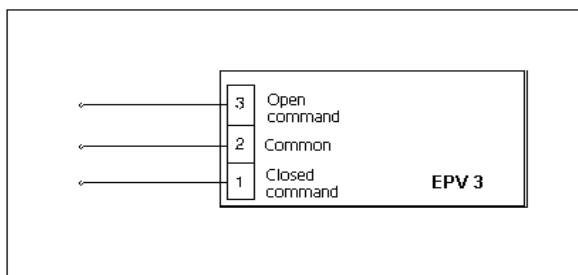 3 Open
command
2 Common
1 Closed
command
EPV 3